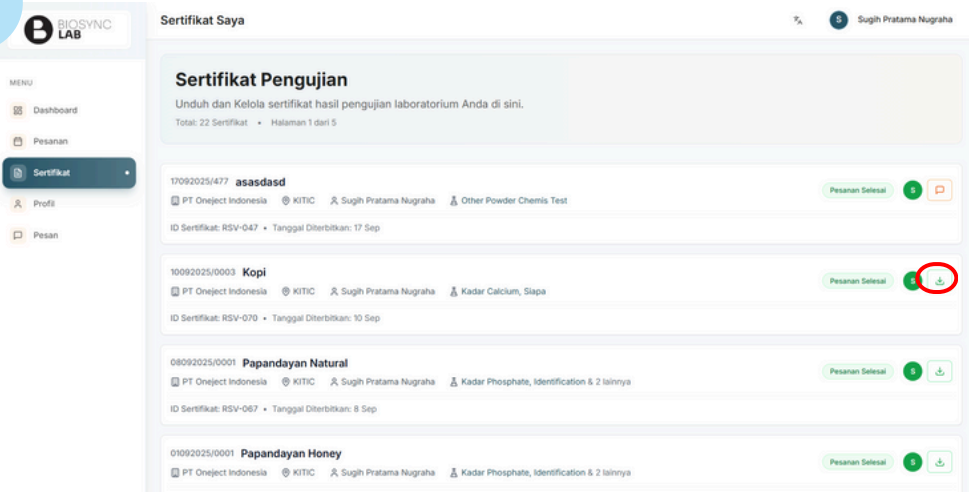 BIOSYNC
LAB
Sertifikat Saya
S Sugih Pratama Nugraha
MENU
Dashboard
Pesanan
Sertifikat
Profil
Pesan
Sertifikat Pengujian
Unduh dan Kelola sertifikat hasil pengujian laboratorium Anda di sini.
Total: 22 Sertifikat • Halaman 1 dari 5
17092025/477 asasdasd
PT Oneject Indonesia KITIC Sugih Pratama Nugraha Other Powder Chemis Test
Pesanan Selesai S
ID Sertifikat: RSV-047 • Tanggal Diterbitkan: 17 Sep
10092025/0003 Kopi
PT Oneject Indonesia KITIC Sugih Pratama Nugraha Kadar Calcium, Siapa
Pesanan Selesai S
ID Sertifikat: RSV-070 • Tanggal Diterbitkan: 10 Sep
08092025/0001 Papandayan Natural
PT Oneject Indonesia KITIC Sugih Pratama Nugraha Kadar Phosphate, Identification & 2 lainnya
Pesanan Selesai S
ID Sertifikat: RSV-067 • Tanggal Diterbitkan: 8 Sep
01092025/0001 Papandayan Honey
PT Oneject Indonesia KITIC Sugih Pratama Nugraha Kadar Phosphate, Identification & 2 lainnya
Pesanan Selesai S